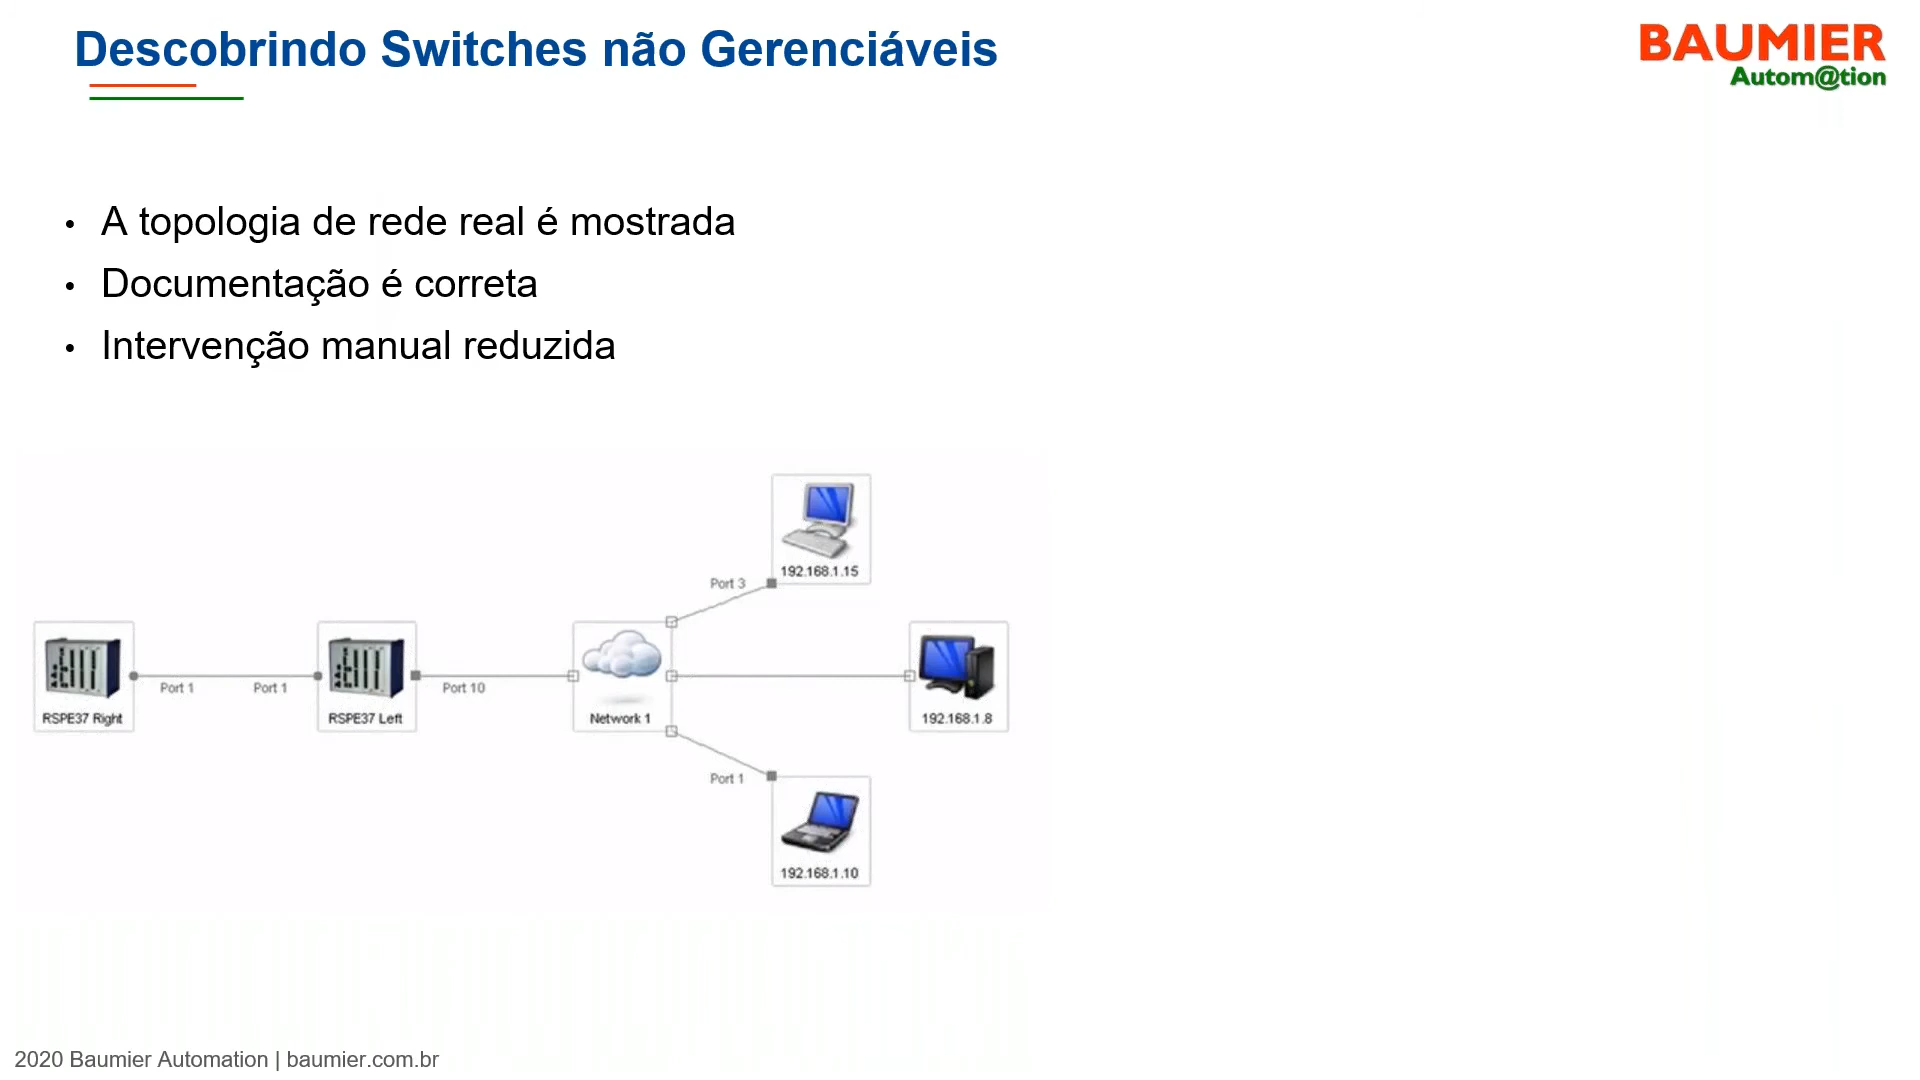 Descobrindo Switches não Gerenciáveis
BAUMIER
Autom@tion
• A topologia de rede real é mostrada
• Documentação é correta
• Intervenção manual reduzida
192.168.1.15
Port 3
RSPE37 Right
Port 1
Port 1
RSPE37 Left
Port 10
Network 1
192.168.1.8
Port 1
192.168.1.10
2020 Baumier Automation | baumier.com.br